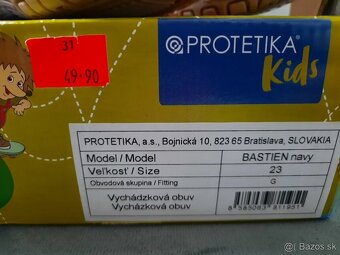 31
49-90
PROTETIKA®
Kids
PROTETIKA, a.s., Bojnická 10, 823 65 Bratislava, SLOVAKIA
Model / Model
BASTIEN navy
Veľkosť / Size
23
Obvodová skupina / Fitting
G
Vychádzková obuv
Vycházková obuv
© Bazos.sk